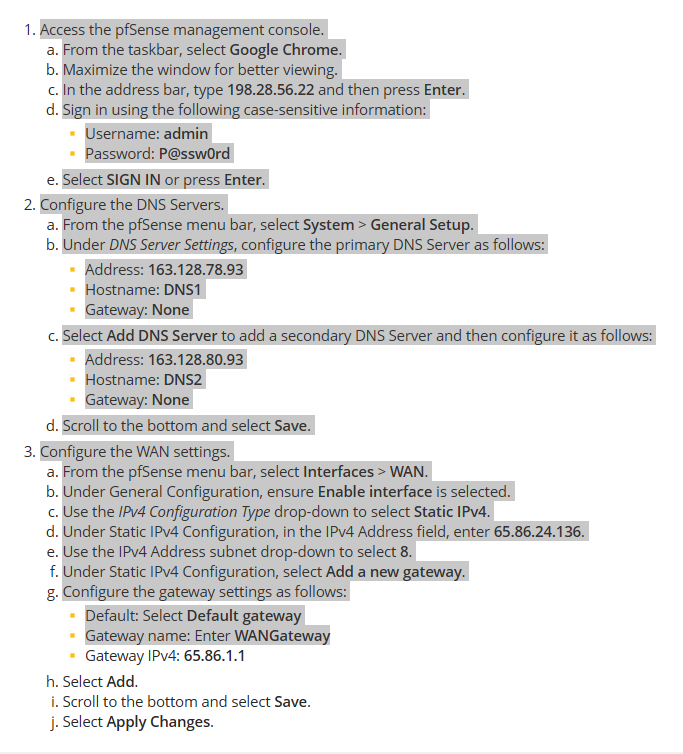 1. Access the pfSense management console.
a. From the taskbar, select Google Chrome.
b. Maximize the window for better viewing.
c. In the address bar, type 198.28.56.22 and then press Enter.
d. Sign in using the following case-sensitive information:
▪ Username: admin
▪ Password: P@ssw0rd
e. Select SIGN IN or press Enter.
2. Configure the DNS Servers.
a. From the pfSense menu bar, select System > General Setup.
b. Under DNS Server Settings, configure the primary DNS Server as follows:
▪ Address: 163.128.78.93
▪ Hostname: DNS1
▪ Gateway: None
c. Select Add DNS Server to add a secondary DNS Server and then configure it as follows:
▪ Address: 163.128.80.93
▪ Hostname: DNS2
▪ Gateway: None
d. Scroll to the bottom and select Save.
3. Configure the WAN settings.
a. From the pfSense menu bar, select Interfaces > WAN.
b. Under General Configuration, ensure Enable interface is selected.
c. Use the IPv4 Configuration Type drop-down to select Static IPv4.
d. Under Static IPv4 Configuration, in the IPv4 Address field, enter 65.86.24.136.
e. Use the IPv4 Address subnet drop-down to select 8.
f. Under Static IPv4 Configuration, select Add a new gateway.
g. Configure the gateway settings as follows:
▪ Default: Select Default gateway
▪ Gateway name: Enter WANGateway
▪ Gateway IPv4: 65.86.1.1
h. Select Add.
i. Scroll to the bottom and select Save.
j. Select Apply Changes.